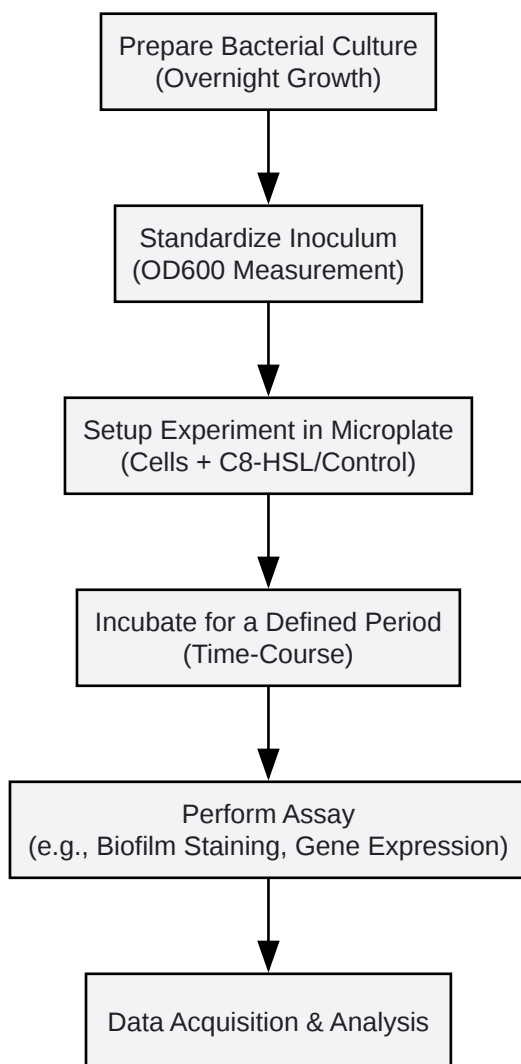 Prepare Bacterial Culture
(Overnight Growth)
Standardize Inoculum
(OD600 Measurement)
Setup Experiment in Microplate
(Cells + C8-HSL/Control)
Incubate for a Defined Period
(Time-Course)
Perform Assay
(e.g., Biofilm Staining, Gene Expression)
Data Acquisition & Analysis